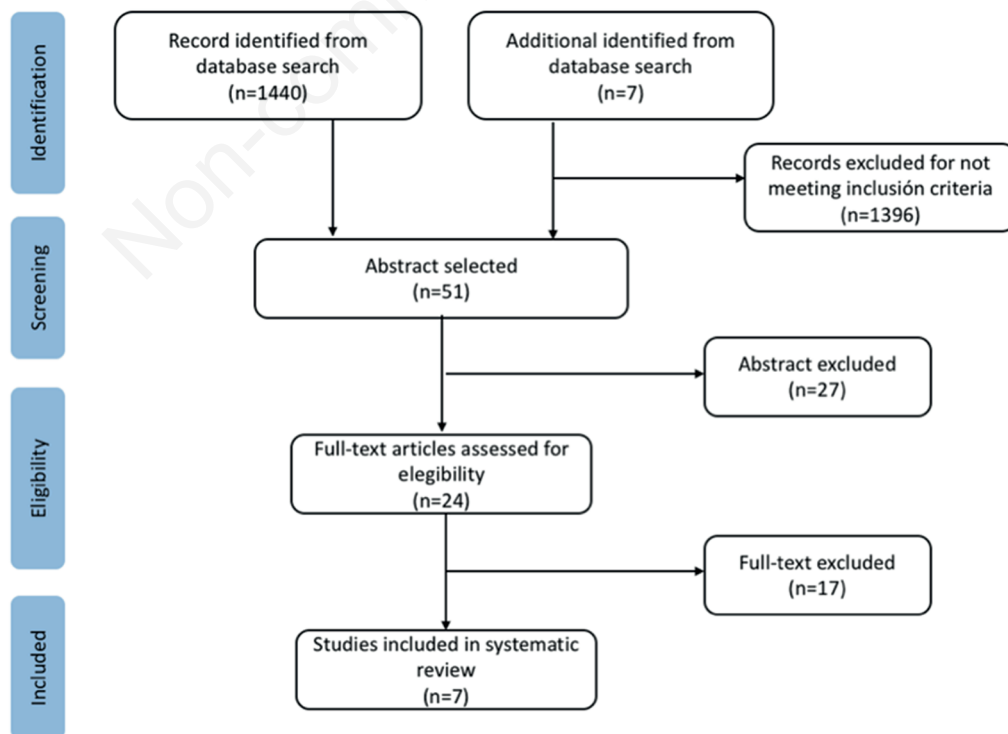 Identification
Record identified from
database search
(n=1440)
Additional identified from
database search
(n=7)
Records excluded for not
meeting inclusión criteria
(n=1396)
Screening
Abstract selected
(n=51)
Abstract excluded
(n=27)
Eligibility
Full-text articles assessed for
elegibility
(n=24)
Full-text excluded
(n=17)
Included
Studies included in systematic
review
(n=7)